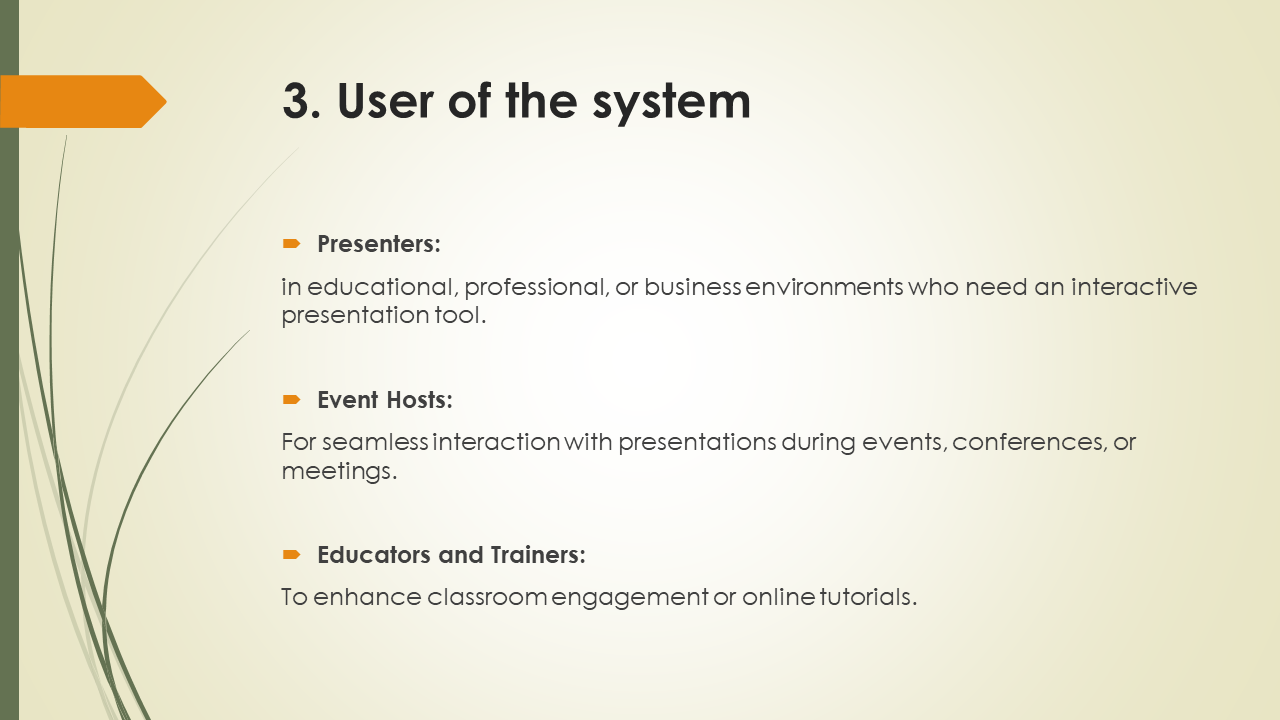 3. User of the system
Presenters:
in educational, professional, or business environments who need an interactive
presentation tool.
Event Hosts:
For seamless interaction with presentations during events, conferences, or
meetings.
Educators and Trainers:
To enhance classroom engagement or online tutorials.